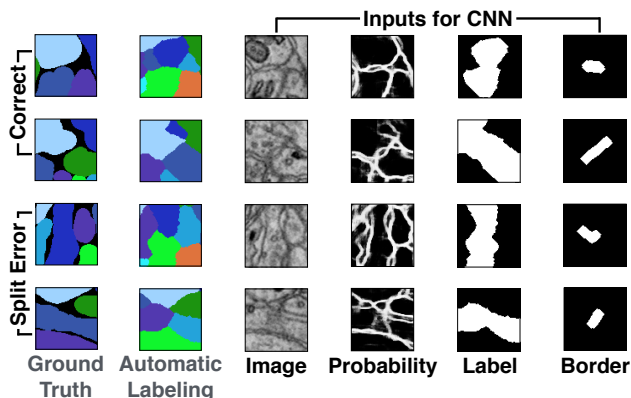 Inputs for CNN
Correct
Split Error
Ground
Truth
Automatic
Labeling
Image
Probability
Label
Border